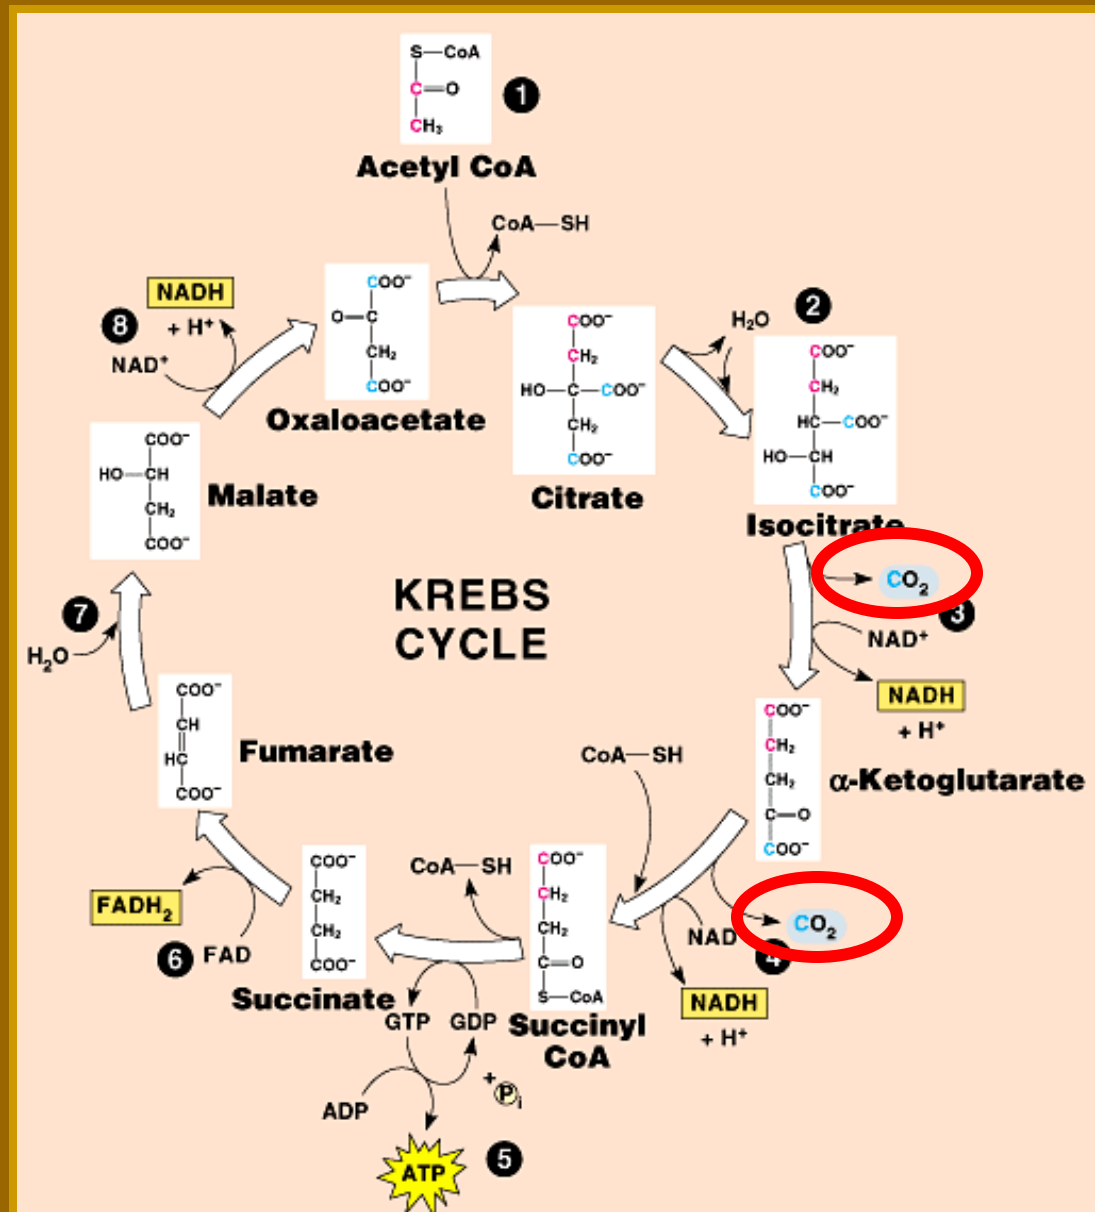 S—CoA
C=O
CH₃
1
Acetyl CoA
CoA—SH
NADH
+ H⁺
8
NAD⁺
COO⁻
O=C
CH₂
COO⁻
Oxaloacetate
COO⁻
CH₂
HO—C—COO⁻
CH₂
COO⁻
Citrate
H₂O
2
COO⁻
CH₂
HC—COO⁻
HO—CH
COO⁻
Isocitrate
CO₂
3
NAD⁺
NADH
+ H⁺
COO⁻
HO—CH
CH₂
COO⁻
Malate
KREBS
CYCLE
7
H₂O
COO⁻
CH
HC
COO⁻
Fumarate
COO⁻
CH₂
CH₂
C—O
COO⁻
α-Ketoglutarate
CoA—SH
CO₂
4
NAD
NADH
+ H⁺
COO⁻
CH₂
CH₂
C=O
S—CoA
Succinyl
CoA
CoA—SH
COO⁻
CH₂
CH₂
COO⁻
Succinate
FADH₂
6
FAD
GTP
GDP
+ Pᵢ
ADP
ATP
5